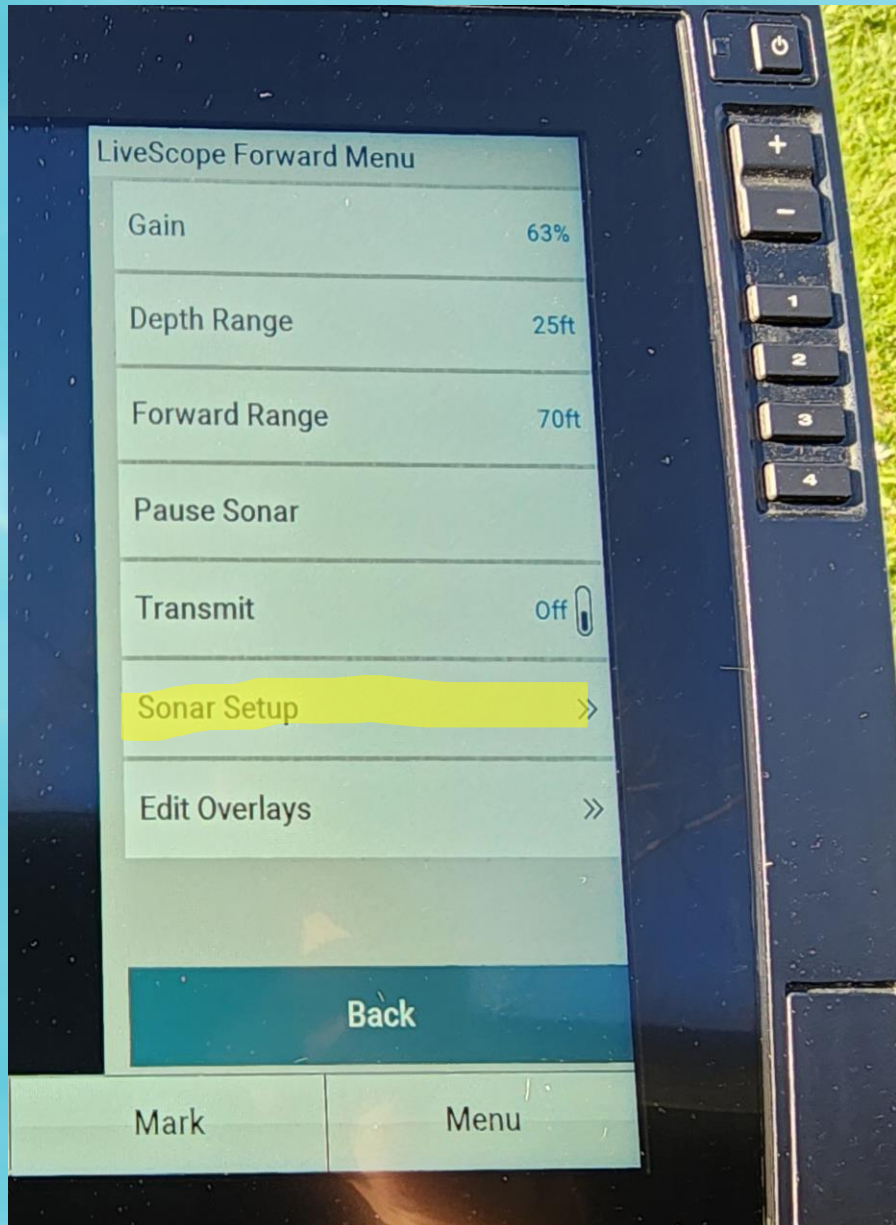 LiveScope Forward Menu
Gain 63%
Depth Range 25ft
Forward Range 70ft
Pause Sonar
Transmit Off
Sonar Setup »
Edit Overlays »
Back
Mark Menu
+
-
1
2
3
4